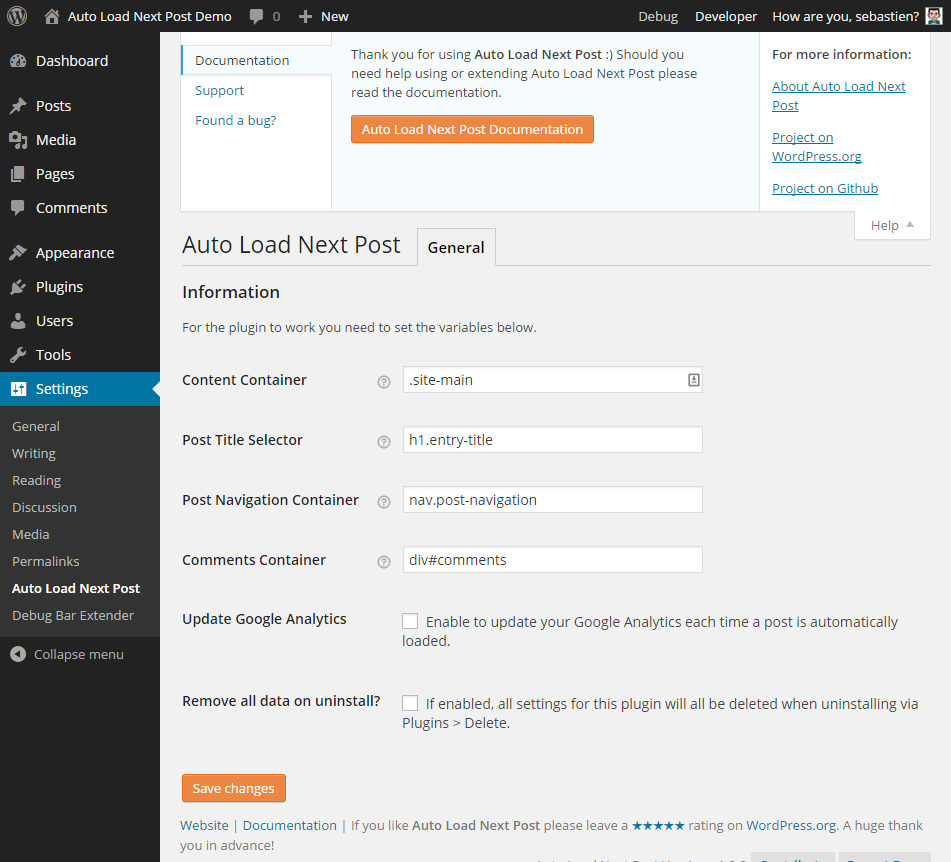 Auto Load Next Post Demo 0 New Debug Developer How are you, sebastien?
Dashboard
Posts
Media
Pages
Comments
Appearance
Plugins
Users
Tools
Settings
General
Writing
Reading
Discussion
Media
Permalinks
Auto Load Next Post
Debug Bar Extender
Collapse menu
Documentation
Support
Found a bug?
Thank you for using Auto Load Next Post :) Should you
need help using or extending Auto Load Next Post please
read the documentation.
Auto Load Next Post Documentation
For more information:
About Auto Load Next
Post
Project on
WordPress.org
Project on Github
Help
Auto Load Next Post General
Information
For the plugin to work you need to set the variables below.
Content Container ? .site-main
Post Title Selector ? h1.entry-title
Post Navigation Container ? nav.post-navigation
Comments Container ? div#comments
Update Google Analytics Enable to update your Google Analytics each time a post is automatically
loaded.
Remove all data on uninstall? If enabled, all settings for this plugin will all be deleted when uninstalling via
Plugins > Delete.
Save changes
Website | Documentation | If you like Auto Load Next Post please leave a ★★★★★ rating on WordPress.org. A huge thank
you in advance!